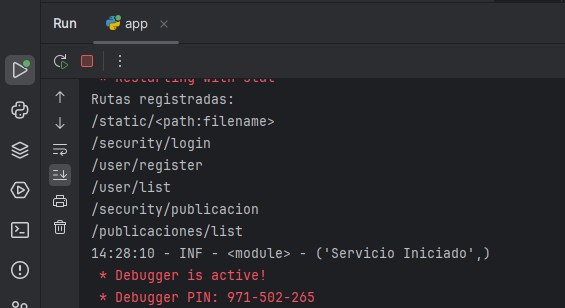 Run
app
* Restarting with stat
Rutas registradas:
/static/<path:filename>
/security/login
/user/register
/user/list
/security/publicacion
/publicaciones/list
14:28:10 - INF - <module> - ('Servicio Iniciado',)
* Debugger is active!
* Debugger PIN: 971-502-265